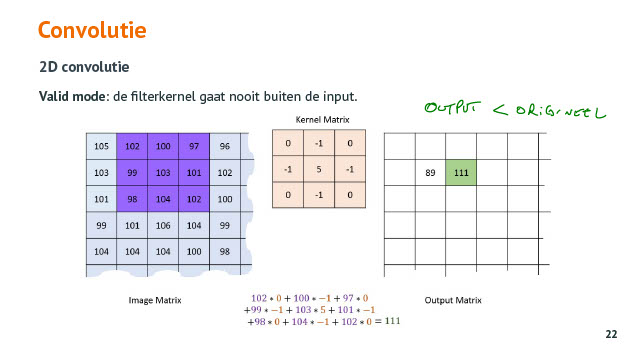 Convolutie
2D convolutie
Valid mode: de filterkernel gaat nooit buiten de input.
OUTPUT < ORIGINEEL
Kernel Matrix
105 102 100 97 96
103 99 103 101 102
101 98 104 102 100
99 101 106 104 99
104 104 104 100 98
0 -1 0
-1 5 -1
0 -1 0
89 111
Image Matrix
102 * 0 + 100 * −1 + 97 * 0
+99 * −1 + 103 * 5 + 101 * −1
+98 * 0 + 104 * −1 + 102 * 0 = 111
Output Matrix
22